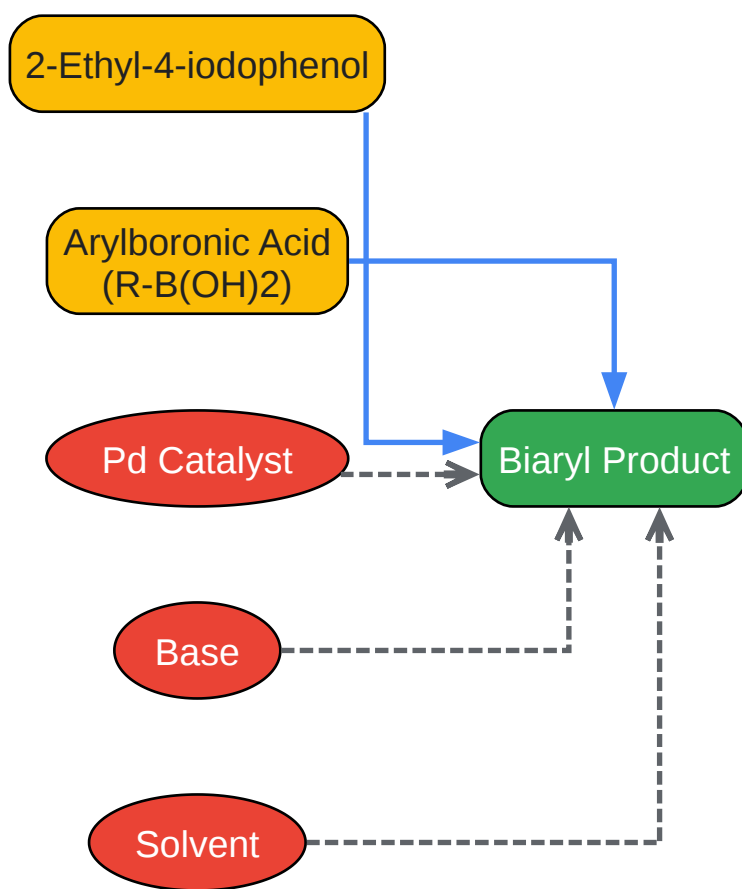 2-Ethyl-4-iodophenol
Arylboronic Acid
(R-B(OH)2)
Pd Catalyst
Biaryl Product
Base
Solvent